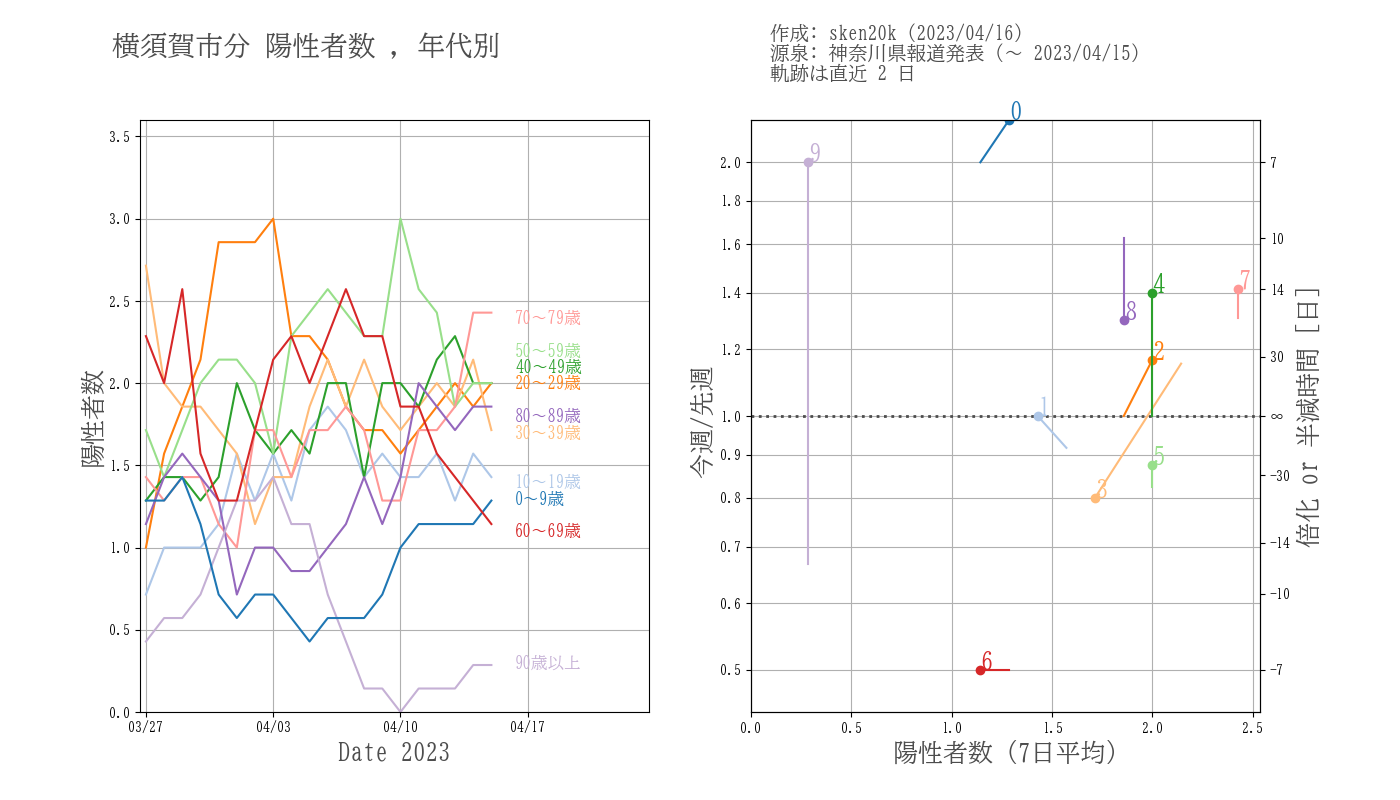 横須賀市分 陽性者数 , 年代別
作成: sken20k (2023/04/16)
源泉: 神奈川県報道発表 (〜 2023/04/15)
軌跡は直近 2 日
陽性者数
3.5
3.0
2.5
2.0
1.5
1.0
0.5
0.0
03/27
04/03
04/10
04/17
Date 2023
70〜79歳
50〜59歳
40〜49歳
20〜29歳
80〜89歳
30〜39歳
10〜19歳
0〜9歳
60〜69歳
90歳以上
今週/先週
2.0
1.8
1.6
1.4
1.2
1.0
0.9
0.8
0.7
0.6
0.5
0
9
7
4
8
2
1
5
3
6
0.0
0.5
1.0
1.5
2.0
2.5
陽性者数 (7日平均)
7
10
14
30
∞
−30
−14
−10
−7
倍化 or 半減時間 [日]